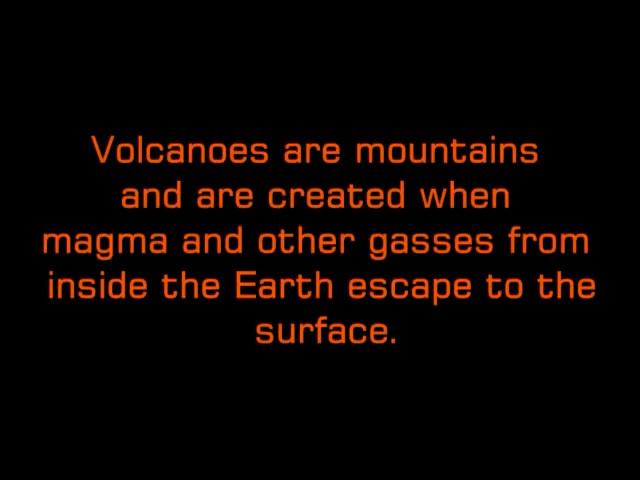 Volcanoes are mountains
and are created when
magma and other gasses from
inside the Earth escape to the
surface.